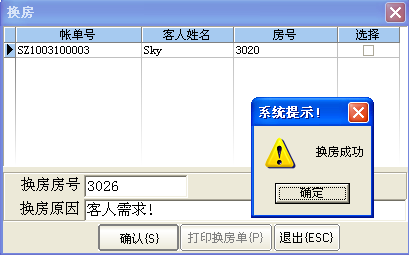 换房
帐单号 客人姓名 房号 选择
SZ1003100003 Sky 3020
系统提示!
换房成功
确定
换房房号 3026
换房原因 客人需求!
确认{S} 打印换房单{P} 退出{ESC}